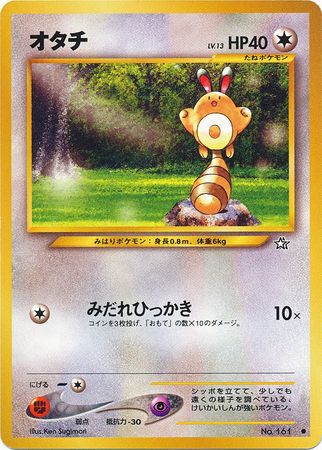 オタチ
LV.13 HP40
たねポケモン
みはりポケモン：身長0.8m、体重6kg
みだれひっかき 10×
コインを3枚投げ、「おもて」の数×10のダメージ。
にげる
弱点 抵抗力-30
シッポを立てて、少しでも
遠くの様子を調べている。
けいかいしんが強いポケモン。
Illus. Ken Sugimori
No. 161